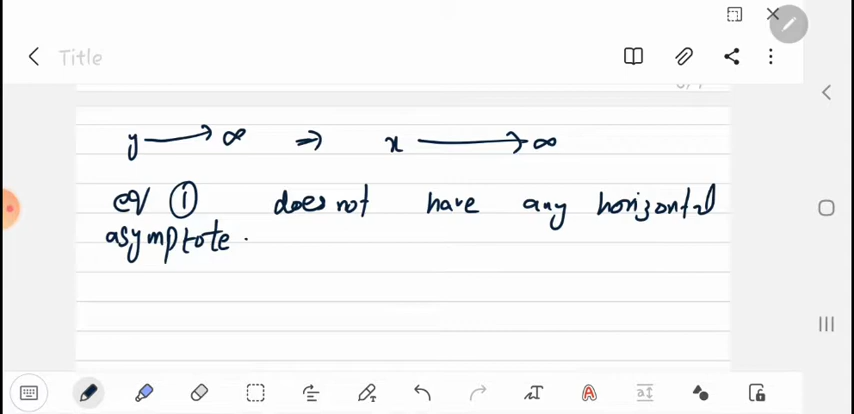 Title
y → ∞ ⇒ x → ∞
eq ① does not have any horizontal
asymptote.